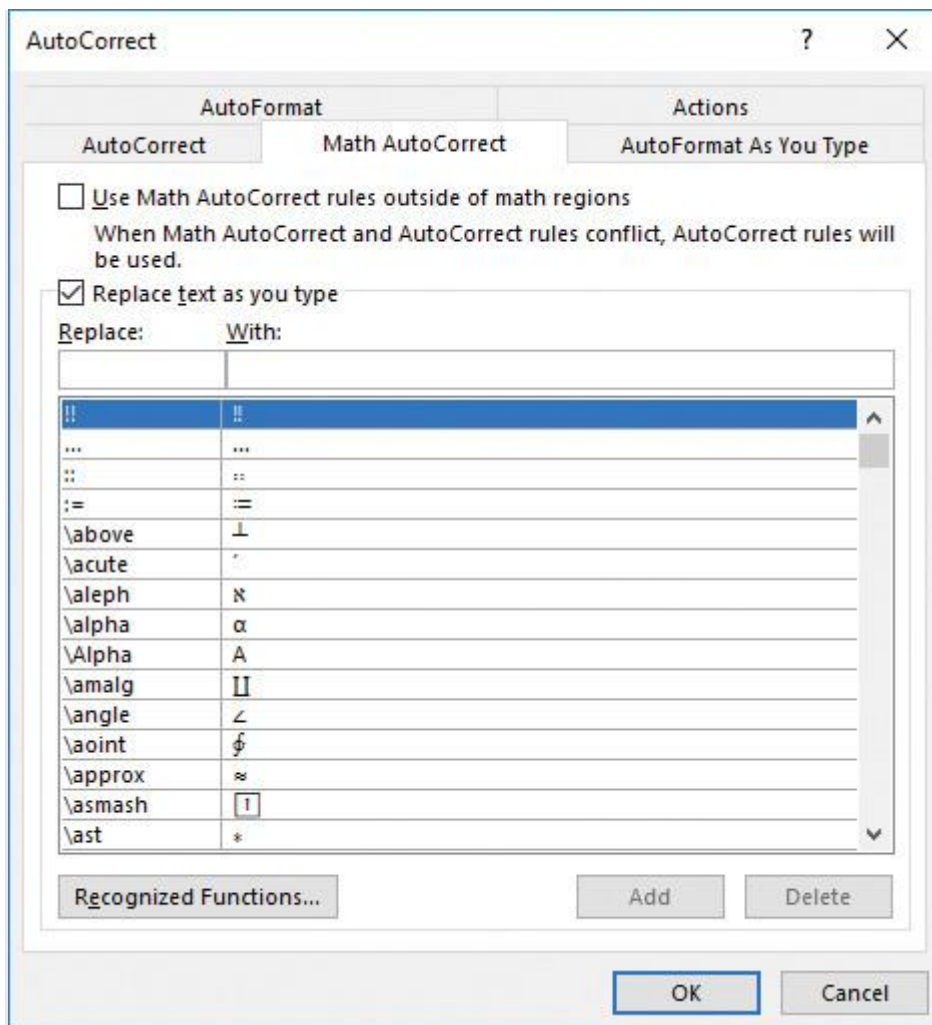 AutoCorrect ? ×
AutoFormat Actions
AutoCorrect Math AutoCorrect AutoFormat As You Type
Use Math AutoCorrect rules outside of math regions
When Math AutoCorrect and AutoCorrect rules conflict, AutoCorrect rules will
be used.
Replace text as you type
Replace: With:
!! ‼
... …
:: ∷
:= ≔
\above ┴
\acute ́
\aleph ℵ
\alpha α
\Alpha Α
\amalg ∐
\angle ∠
\aoint ∳
\approx ≈
\asmash ⬆
\ast ∗
Recognized Functions... Add Delete
OK Cancel